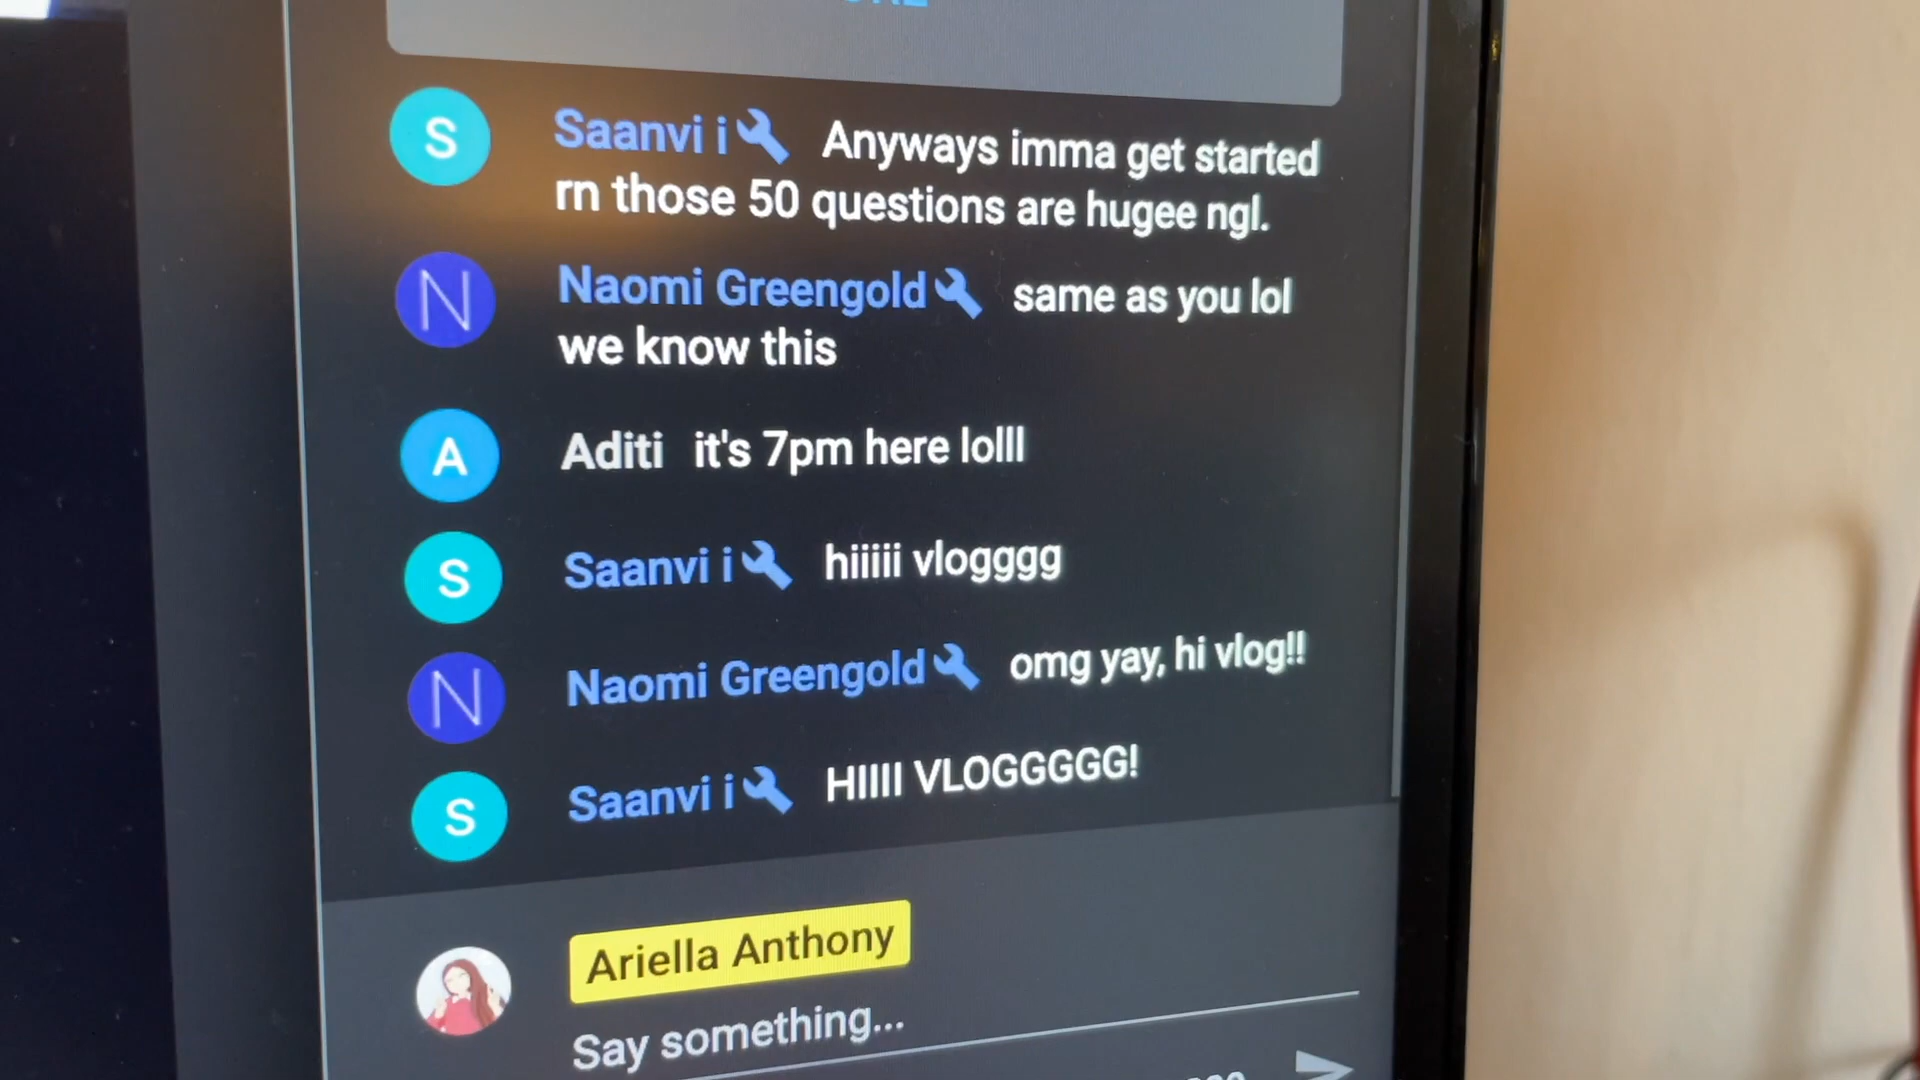 S Saanvi i Anyways imma get started
rn those 50 questions are hugee ngl.
N Naomi Greengold same as you lol
we know this
A Aditi it's 7pm here lolll
S Saanvi i hiiiii vlogggg
N Naomi Greengold omg yay, hi vlog!!
S Saanvi i HIIII VLOGGGGG!
Ariella Anthony
Say something...